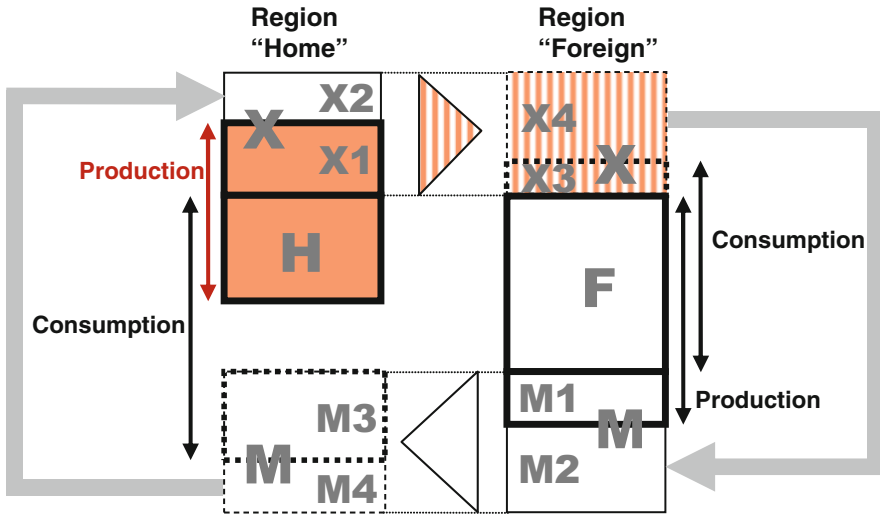 Region
“Home”
Region
“Foreign”
X2
X
X1
X4
X
X3
Production
H
F
Consumption
Consumption
M3
M
M4
M1
M
M2
Production